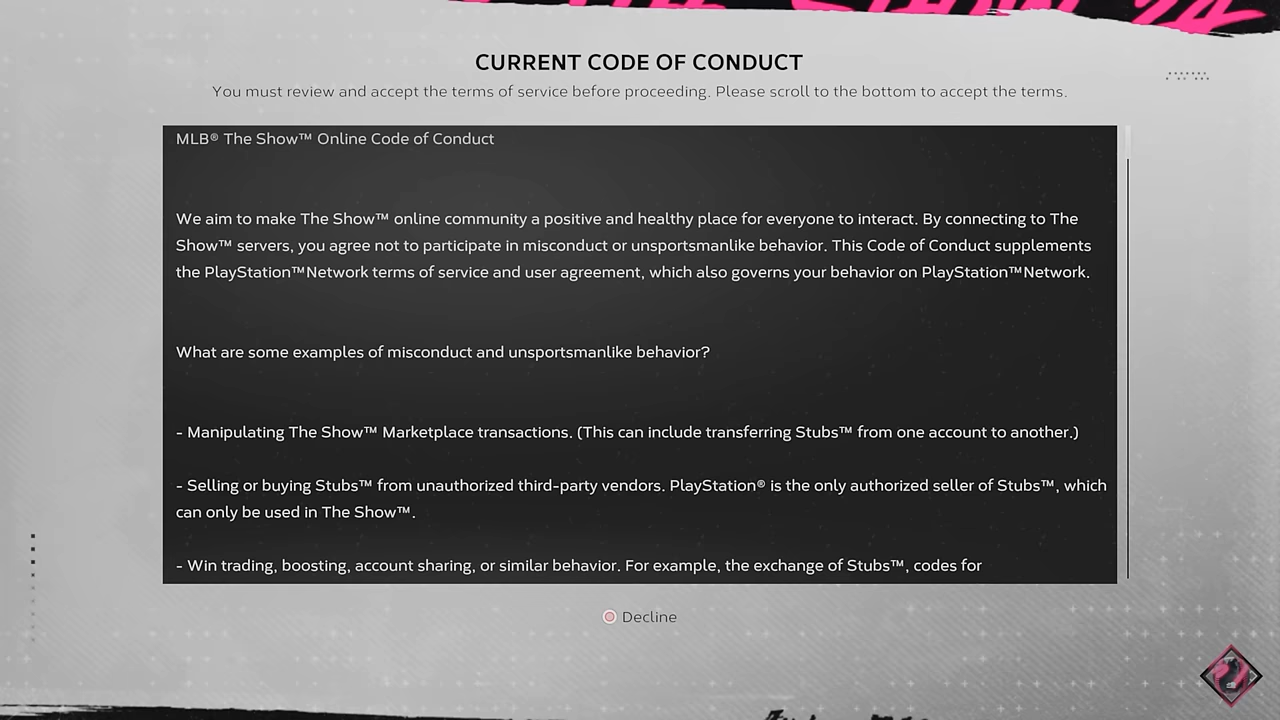 THE SHOW 24
CURRENT CODE OF CONDUCT
You must review and accept the terms of service before proceeding. Please scroll to the bottom to accept the terms.
MLB® The Show™ Online Code of Conduct
We aim to make The Show™ online community a positive and healthy place for everyone to interact. By connecting to The
Show™ servers, you agree not to participate in misconduct or unsportsmanlike behavior. This Code of Conduct supplements
the PlayStation™Network terms of service and user agreement, which also governs your behavior on PlayStation™Network.
What are some examples of misconduct and unsportsmanlike behavior?
- Manipulating The Show™ Marketplace transactions. (This can include transferring Stubs™ from one account to another.)
- Selling or buying Stubs™ from unauthorized third-party vendors. PlayStation® is the only authorized seller of Stubs™, which
can only be used in The Show™.
- Win trading, boosting, account sharing, or similar behavior. For example, the exchange of Stubs™, codes for
Decline